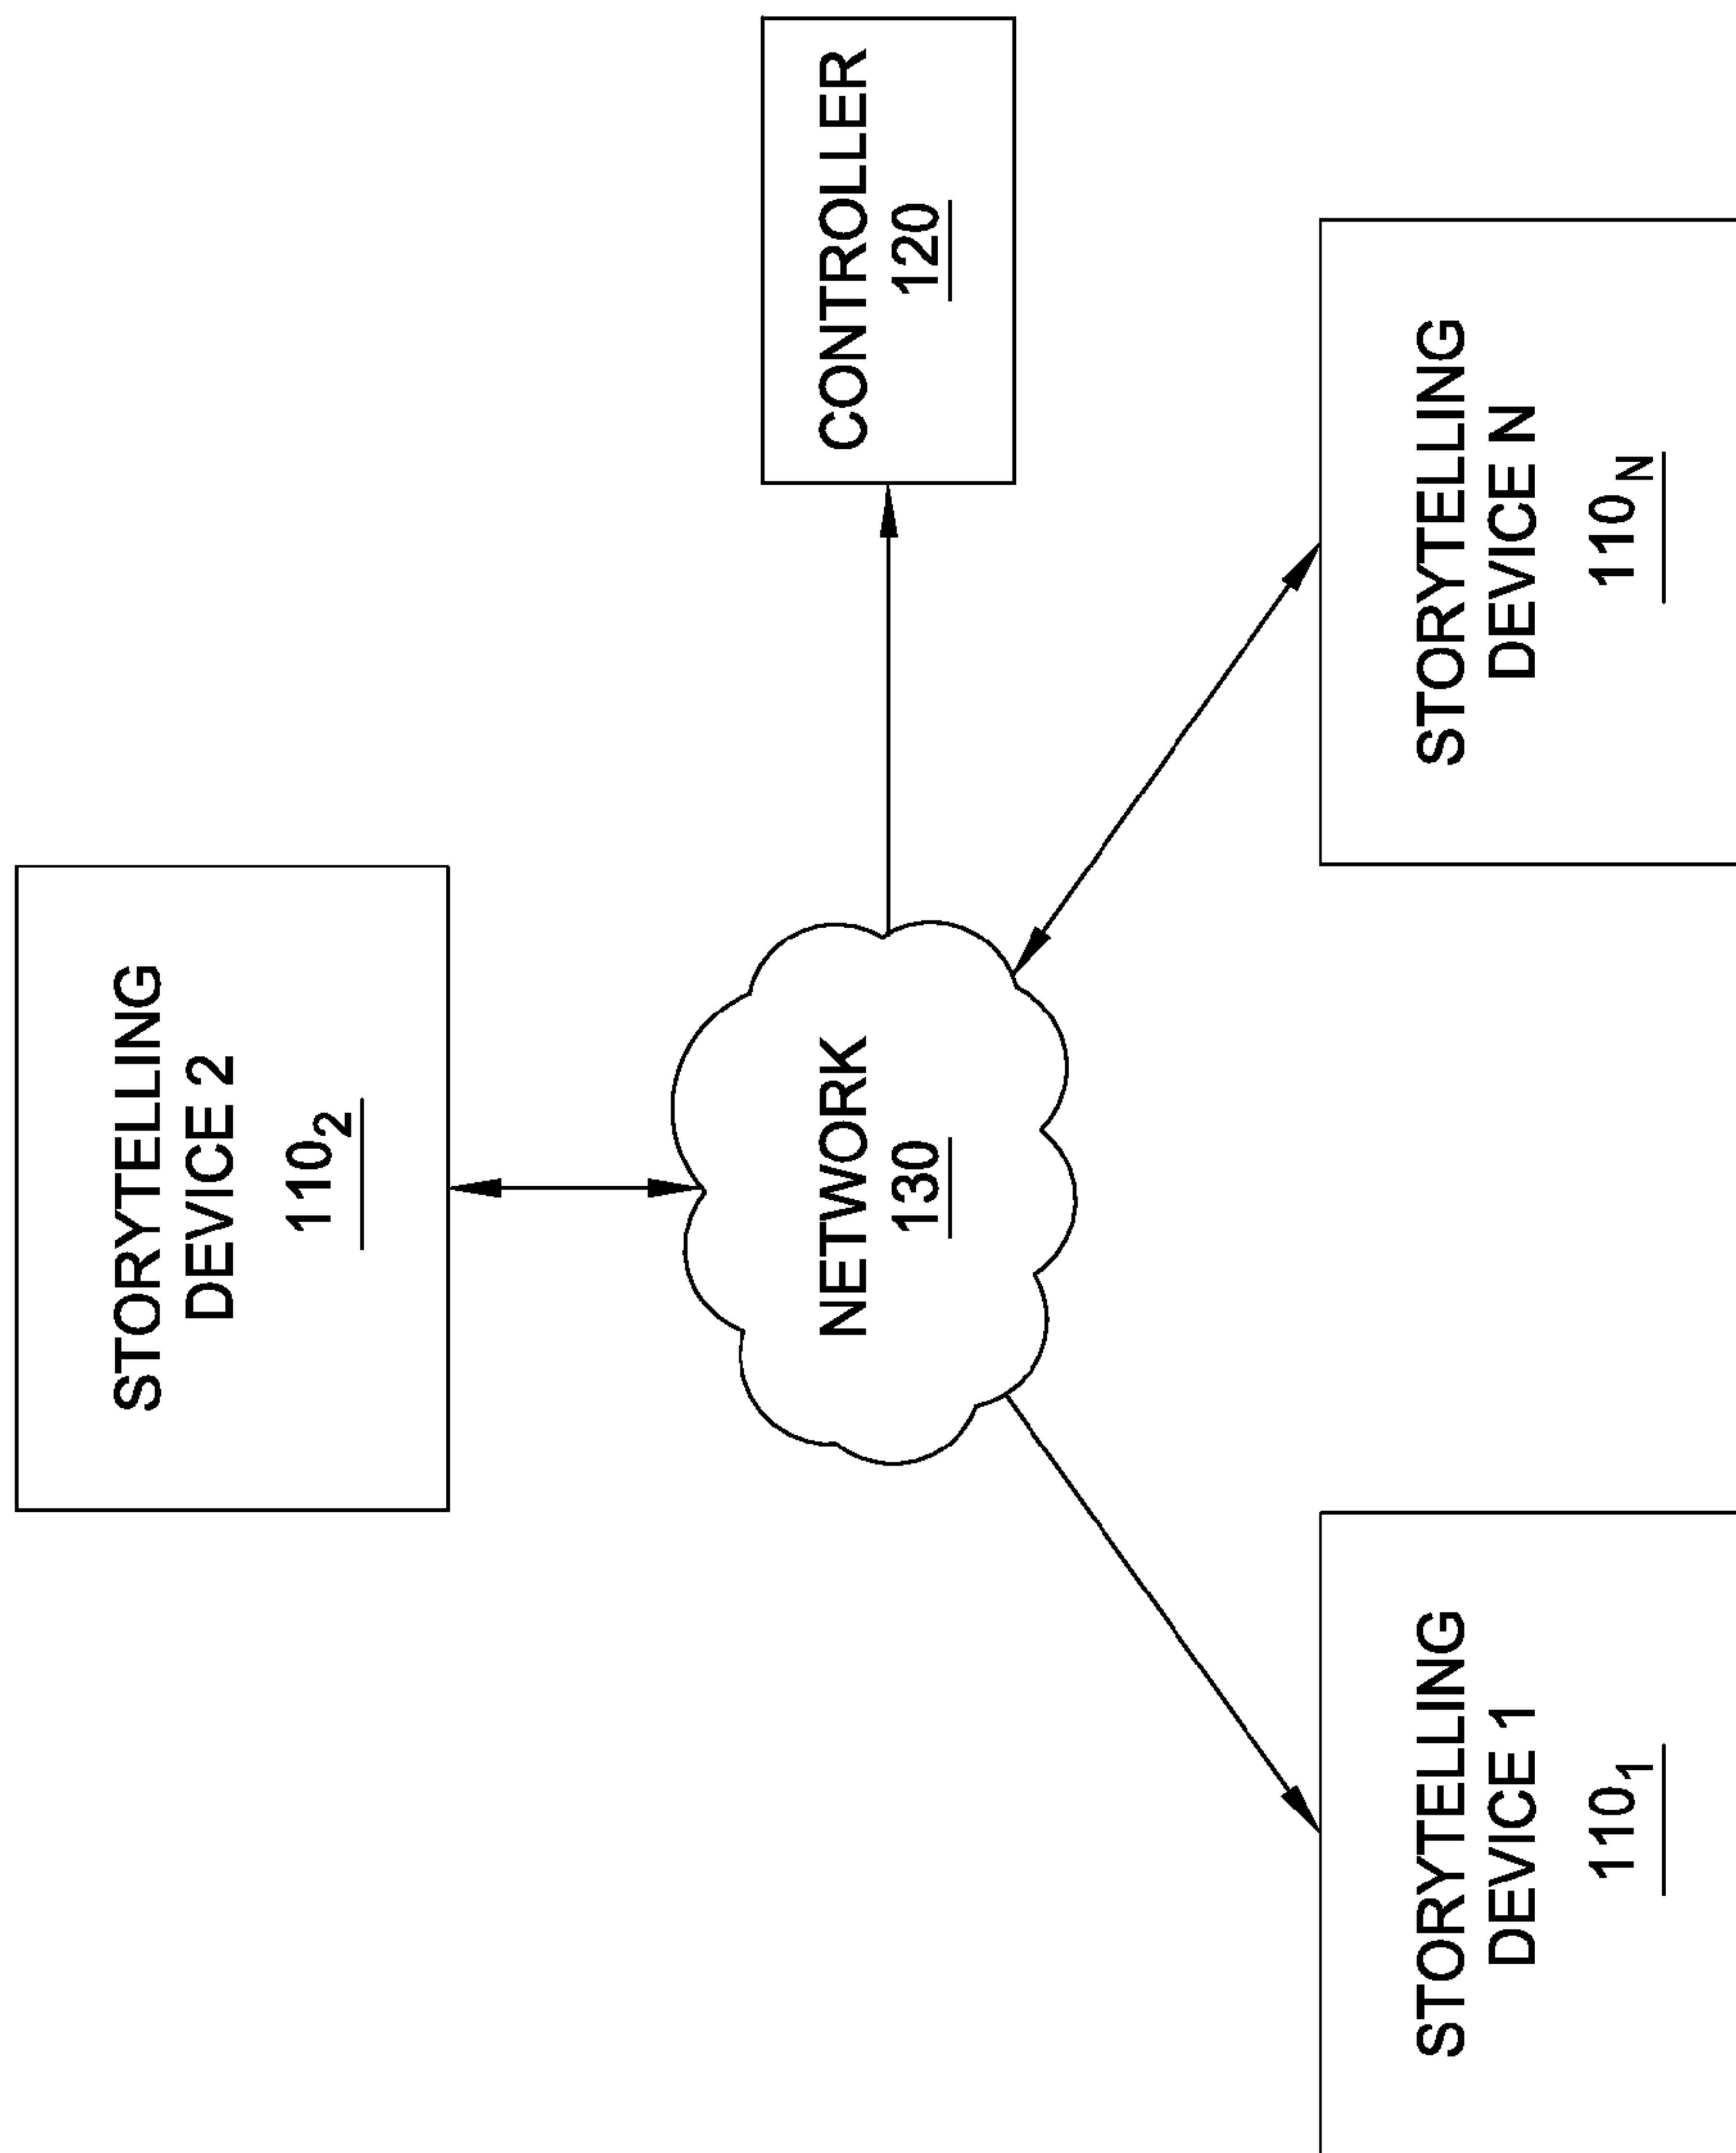 STORYTELLING
DEVICE 2
110₂
NETWORK
130
CONTROLLER
120
STORYTELLING
DEVICE 1
110₁
STORYTELLING
DEVICE N
110N